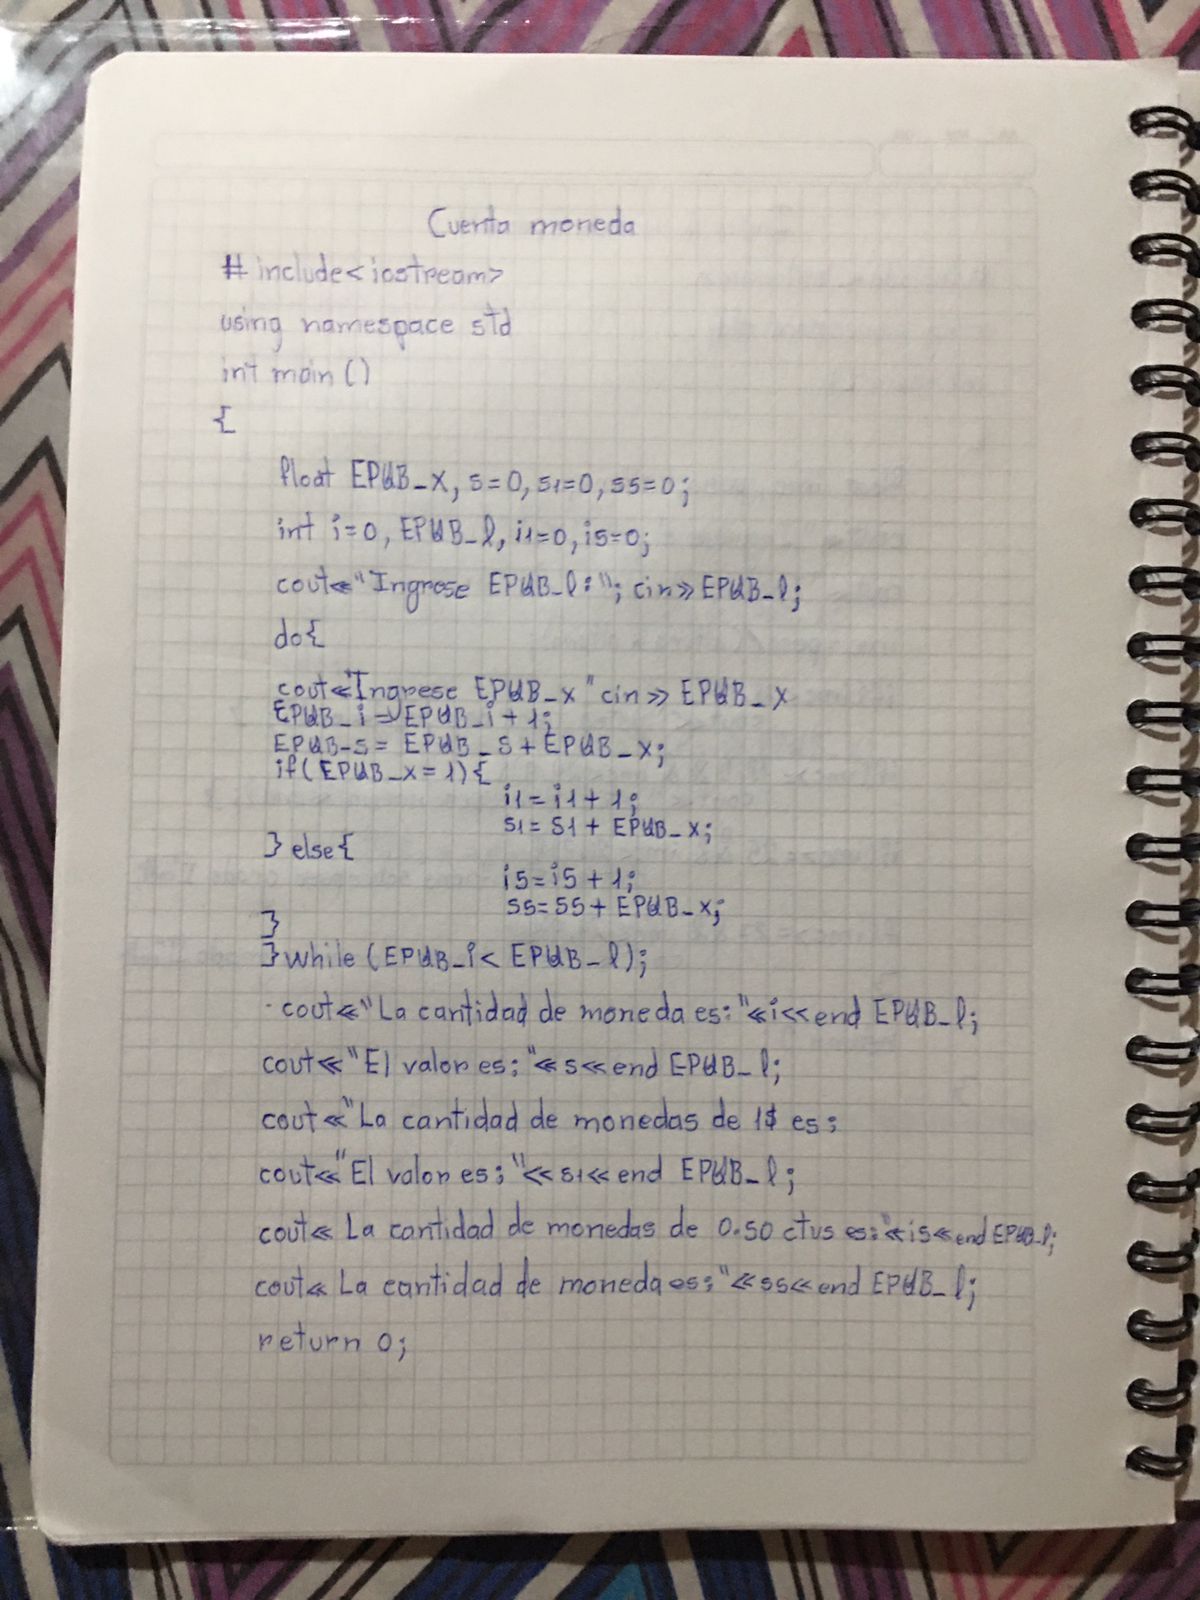 Cuenta moneda
# include<iostream>
using namespace std
int main ()
{
float EPUB_x, s=0, s1=0, s5=0;
int i=0, EPUB_l, i1=0, i5=0;
cout<<"Ingrese EPUB_l:"; cin>>EPUB_l;
do{
cout<<"Ingrese EPUB_x " cin>> EPUB_x
EPUB_i = EPUB_i + 1;
EPUB_s = EPUB_s + EPUB_x;
if( EPUB_x = 1){
i1 = i1 + 1;
s1 = s1 + EPUB_x;
} else{
i5=i5 + 1;
s5=s5+ EPUB_x;
}
} while (EPUB_i< EPUB_l);
cout<<"La cantidad de moneda es:"<<i<<end EPUB_l;
cout<<"El valor es:"<<s<<end EPUB_l;
cout<<"La cantidad de monedas de 1$ es:
cout<<"El valor es:"<<s1<<end EPUB_l;
cout<< La cantidad de monedas de 0.50 ctvs es:"<<i5<<end EPUB_l;
cout<< La cantidad de moneda es:"<<s5<<end EPUB_l;
return 0;